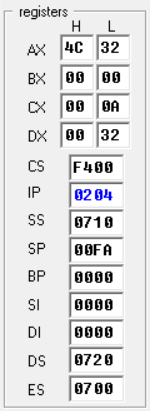 registers
H L
AX 4C 32
BX 00 00
CX 00 0A
DX 00 32
CS F400
IP 0204
SS 0710
SP 00FA
BP 0000
SI 0000
DI 0000
DS 0720
ES 0700